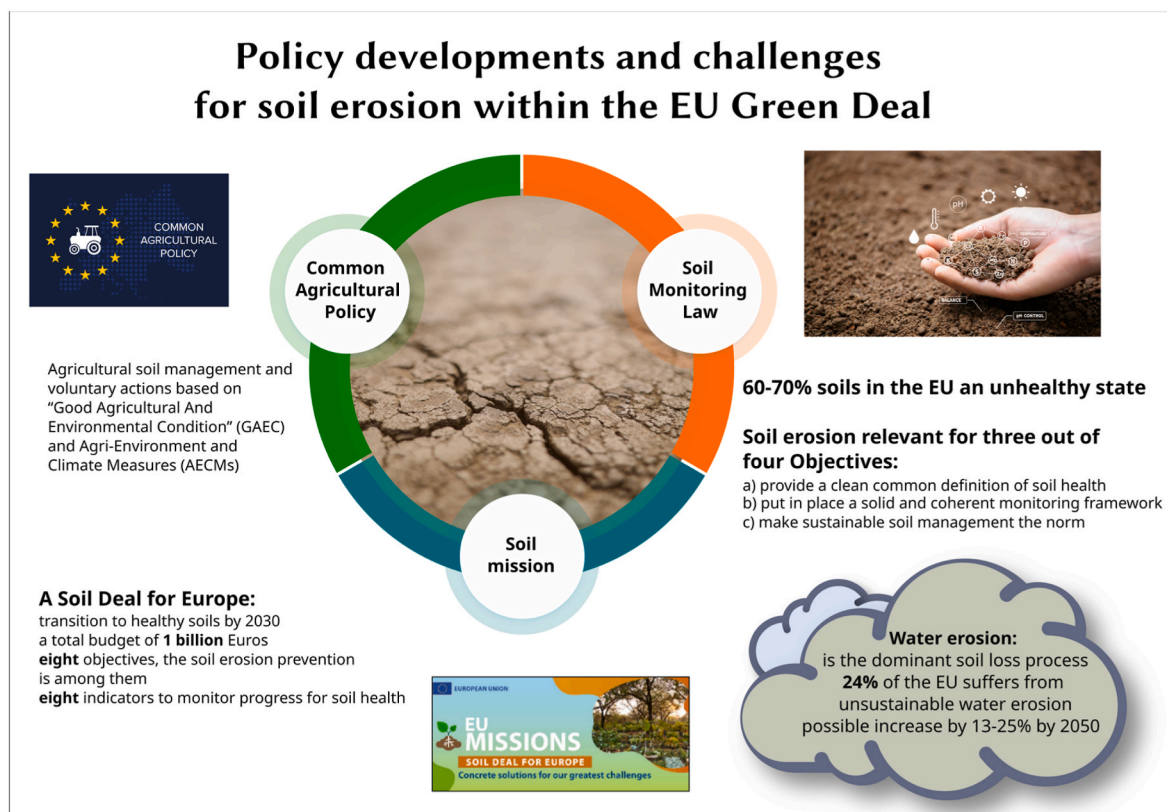 Policy developments and challenges
for soil erosion within the EU Green Deal
COMMON
AGRICULTURAL
POLICY
Common
Agricultural
Policy
Soil
Monitoring
Law
Soil
mission
pH
BALANCE
pH CONTROL
Agricultural soil management and
voluntary actions based on
“Good Agricultural And
Environmental Condition” (GAEC)
and Agri-Environment and
Climate Measures (AECMs)
60-70% soils in the EU an unhealthy state
Soil erosion relevant for three out of
four Objectives:
a) provide a clean common definition of soil health
b) put in place a solid and coherent monitoring framework
c) make sustainable soil management the norm
A Soil Deal for Europe:
transition to healthy soils by 2030
a total budget of 1 billion Euros
eight objectives, the soil erosion prevention
is among them
eight indicators to monitor progress for soil health
EUROPEAN UNION
EU
MISSIONS
SOIL DEAL FOR EUROPE
Concrete solutions for our greatest challenges
Water erosion:
is the dominant soil loss process
24% of the EU suffers from
unsustainable water erosion
possible increase by 13-25% by 2050